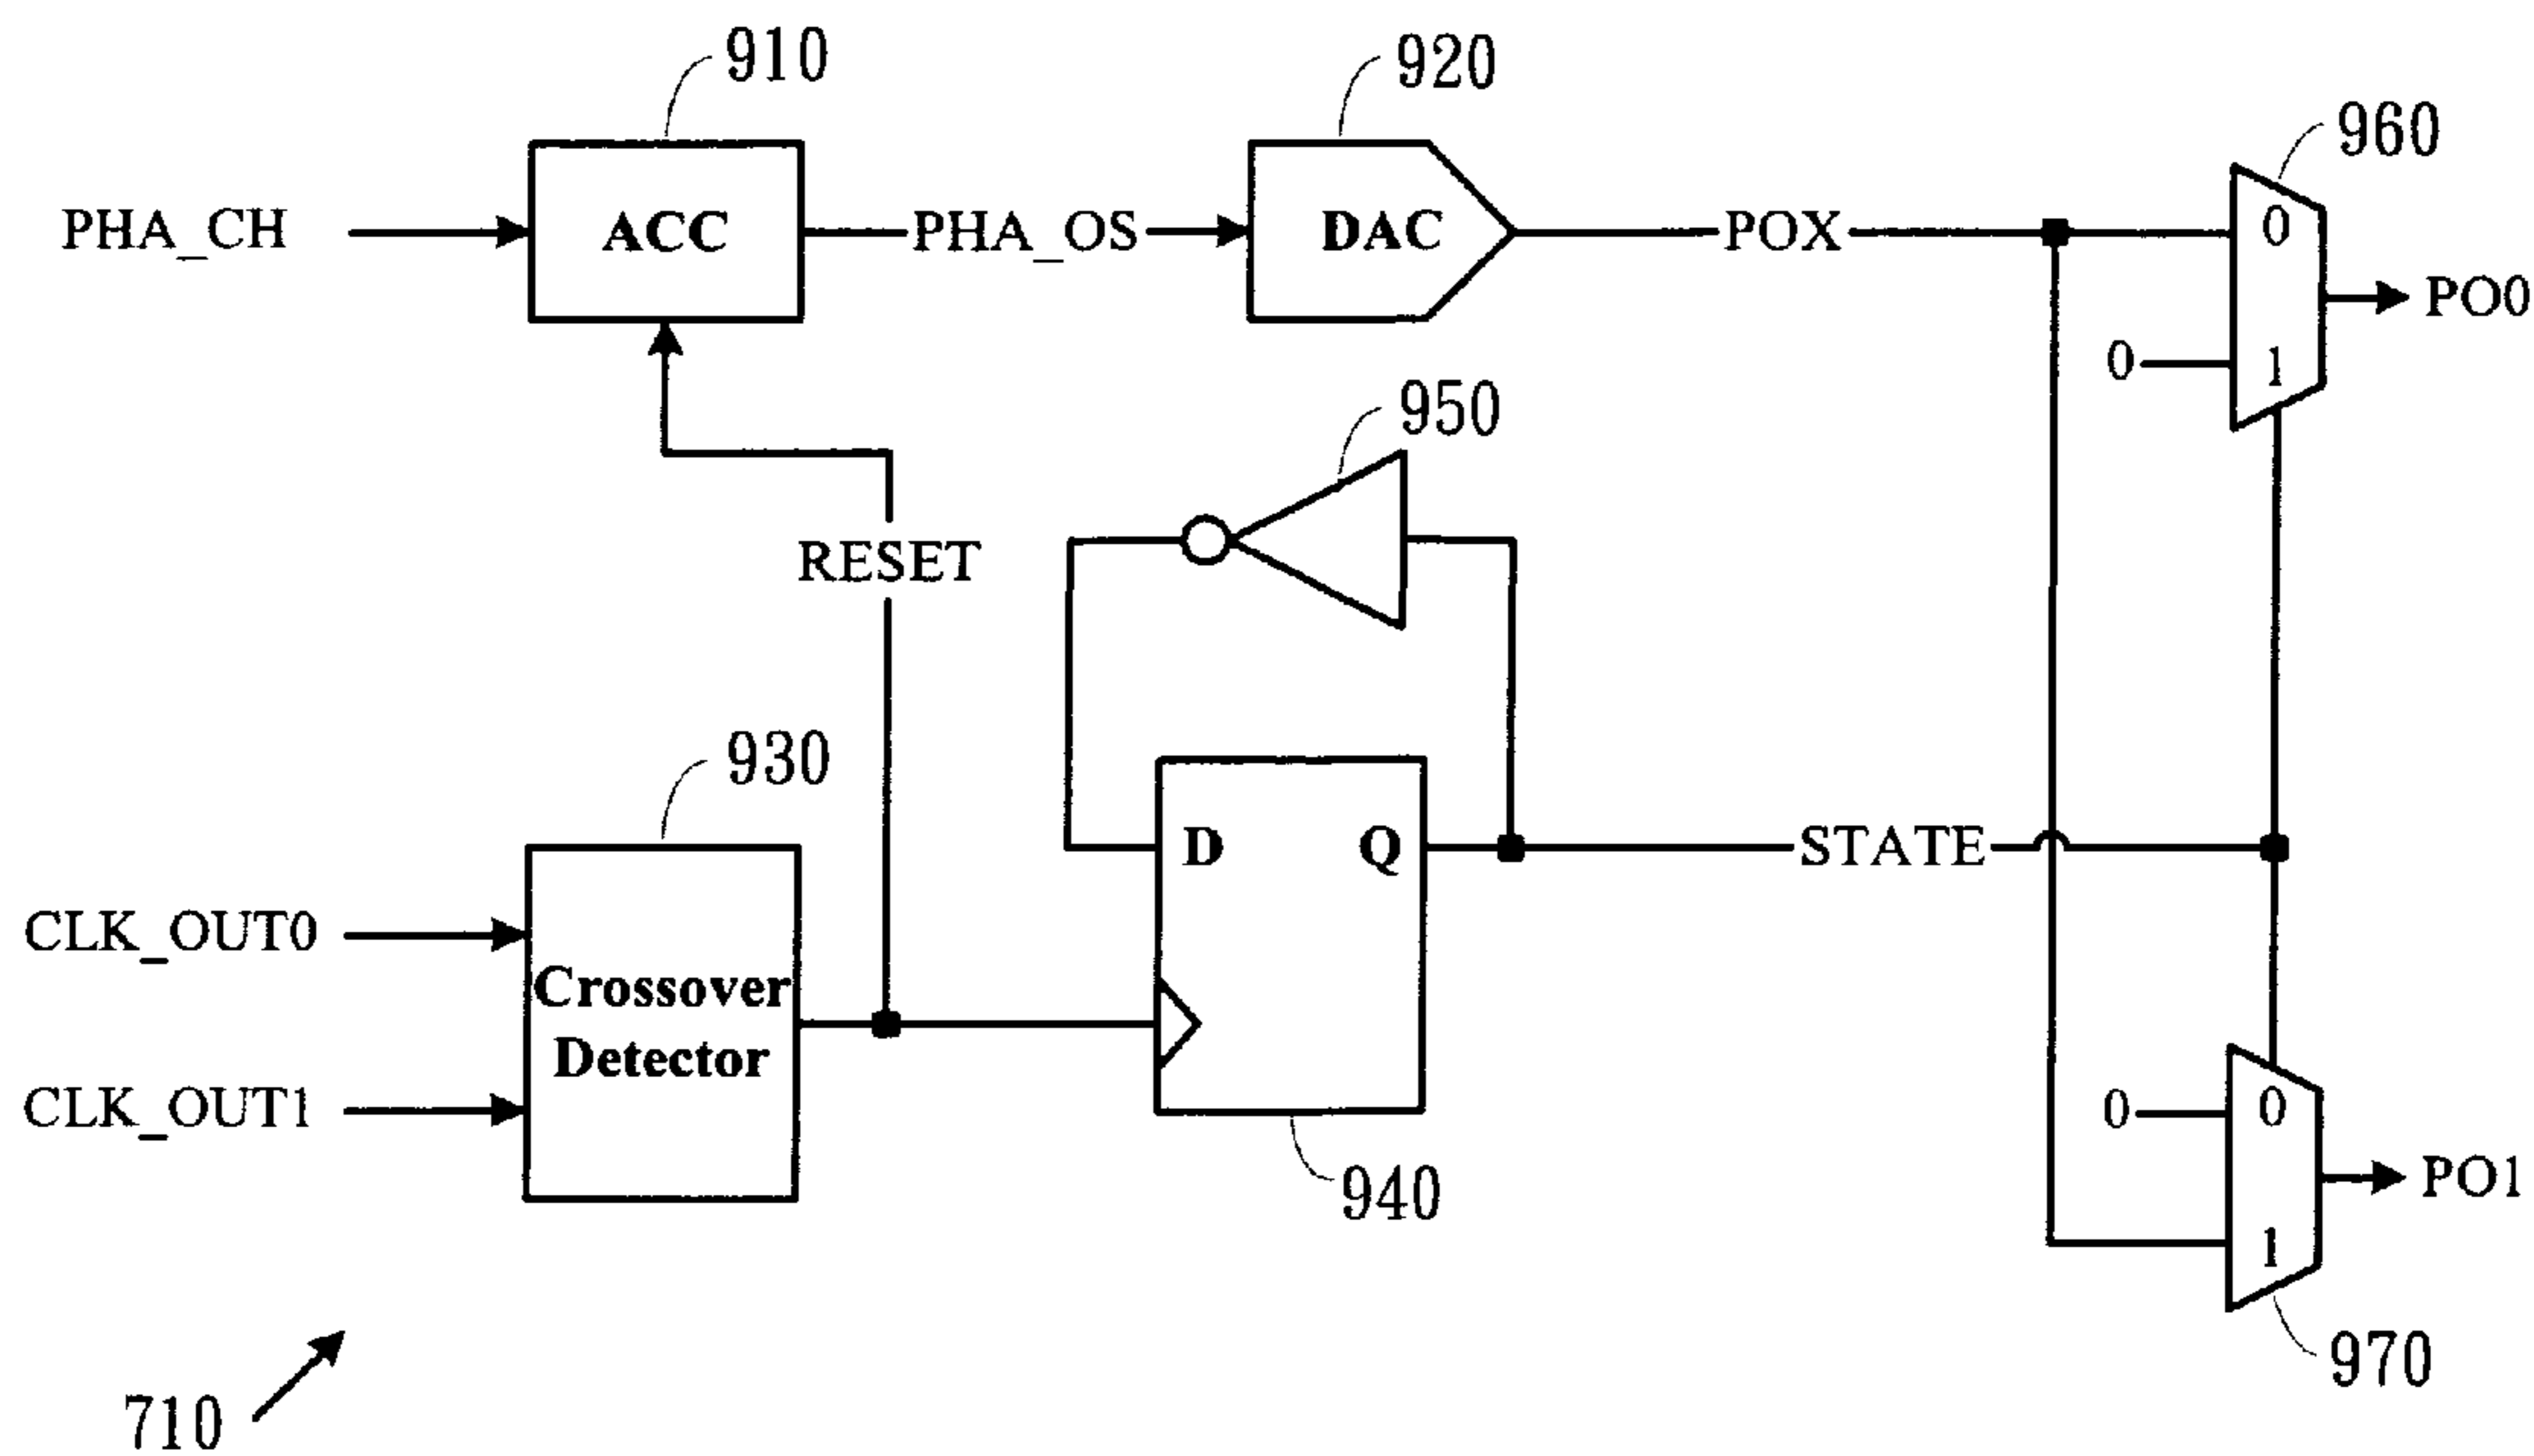 910
920
960
PHA_CH
ACC
PHA_OS
DAC
POX
0
PO0
0
1
950
RESET
930
D
Q
STATE
CLK_OUT0
Crossover
Detector
CLK_OUT1
0
0
PO1
940
1
970
710